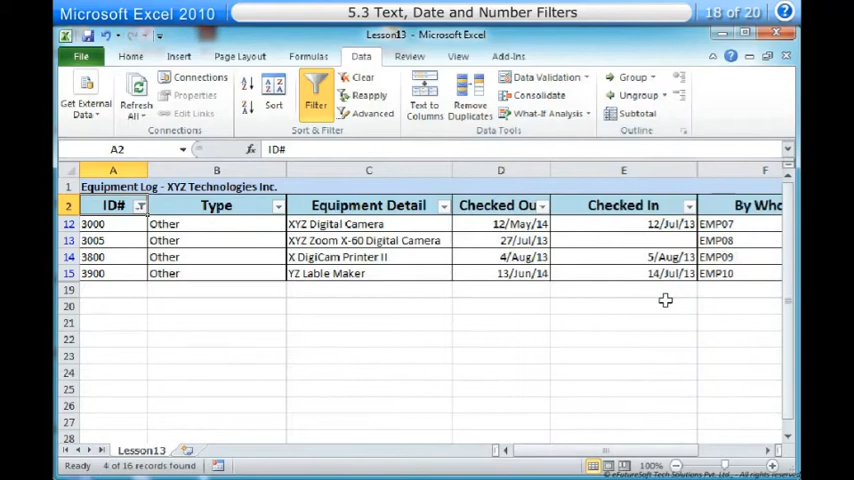 Microsoft Excel 2010
5.3 Text, Date and Number Filters
18 of 20
Lesson13 – Microsoft Excel
File Home Insert Page Layout Formulas Data Review View Add-Ins
Get External Data
Refresh All
Connections
Properties
Edit Links
Connections
Sort
Filter
Clear
Reapply
Advanced
Sort & Filter
Text to Columns
Remove Duplicates
Data Validation
Consolidate
What-If Analysis
Data Tools
Group
Ungroup
Subtotal
Outline
A2 fx ID#
A B C D E F
1 Equipment Log - XYZ Technologies Inc.
2 ID# Type Equipment Detail Checked Ou Checked In By Who
12 3000 Other XYZ Digital Camera 12/May/14 12/Jul/13 EMP07
13 3005 Other XYZ Zoom X-60 Digital Camera 27/Jul/13 EMP08
14 3800 Other X DigiCam Printer II 4/Aug/13 5/Aug/13 EMP09
15 3900 Other YZ Lable Maker 13/Jun/14 14/Jul/13 EMP10
19
20
21
22
23
24
25
26
27
28
Lesson13
Ready 4 of 16 records found 100%
© eFutureSoft Tech Solutions Pvt. Ltd.,